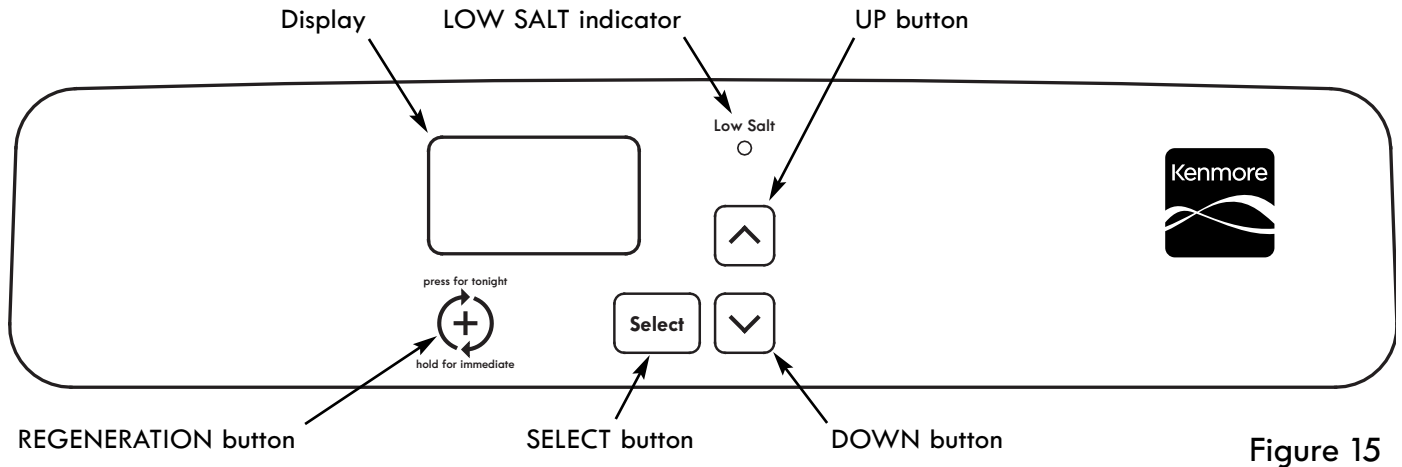 Display
LOW SALT indicator
UP button
Low Salt
Kenmore
press for tonight
Select
hold for immediate
REGENERATION button
SELECT button
DOWN button
Figure 15